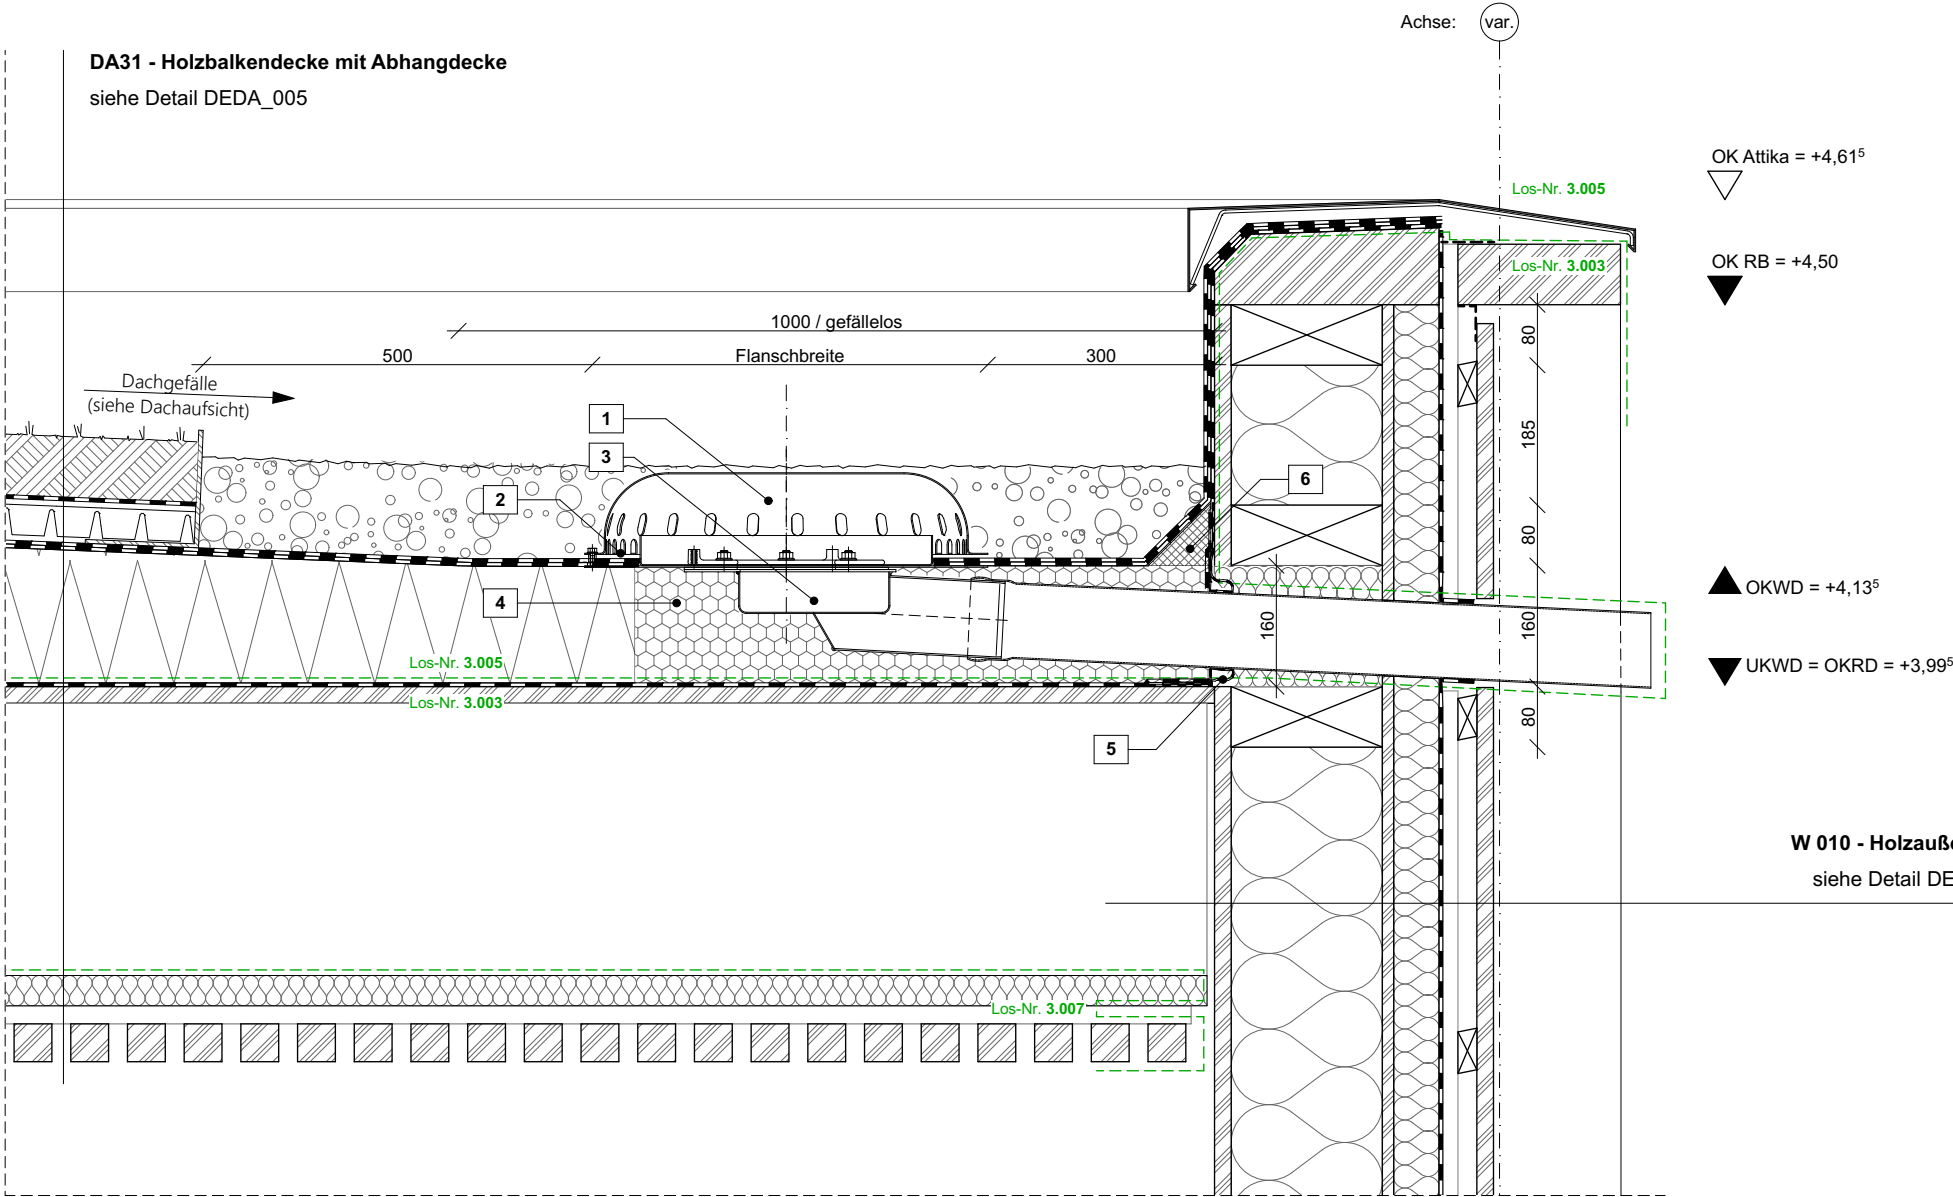 Achse: var.
DA31 - Holzbalkendecke mit Abhangdecke
siehe Detail DEDA_005
OK Attika = +4,61⁵
Los-Nr. 3.005
OK RB = +4,50
Los-Nr. 3.003
1000 / gefällelos
80
500
Flanschbreite
300
Dachgefälle
(siehe Dachaufsicht)
1
185
3
6
2
80
OKWD = +4,13⁵
4
160
160
Los-Nr. 3.005
UKWD = OKRD = +3,99⁵
Los-Nr. 3.003
80
5
W 010 - Holzauße
siehe Detail DE
Los-Nr. 3.007